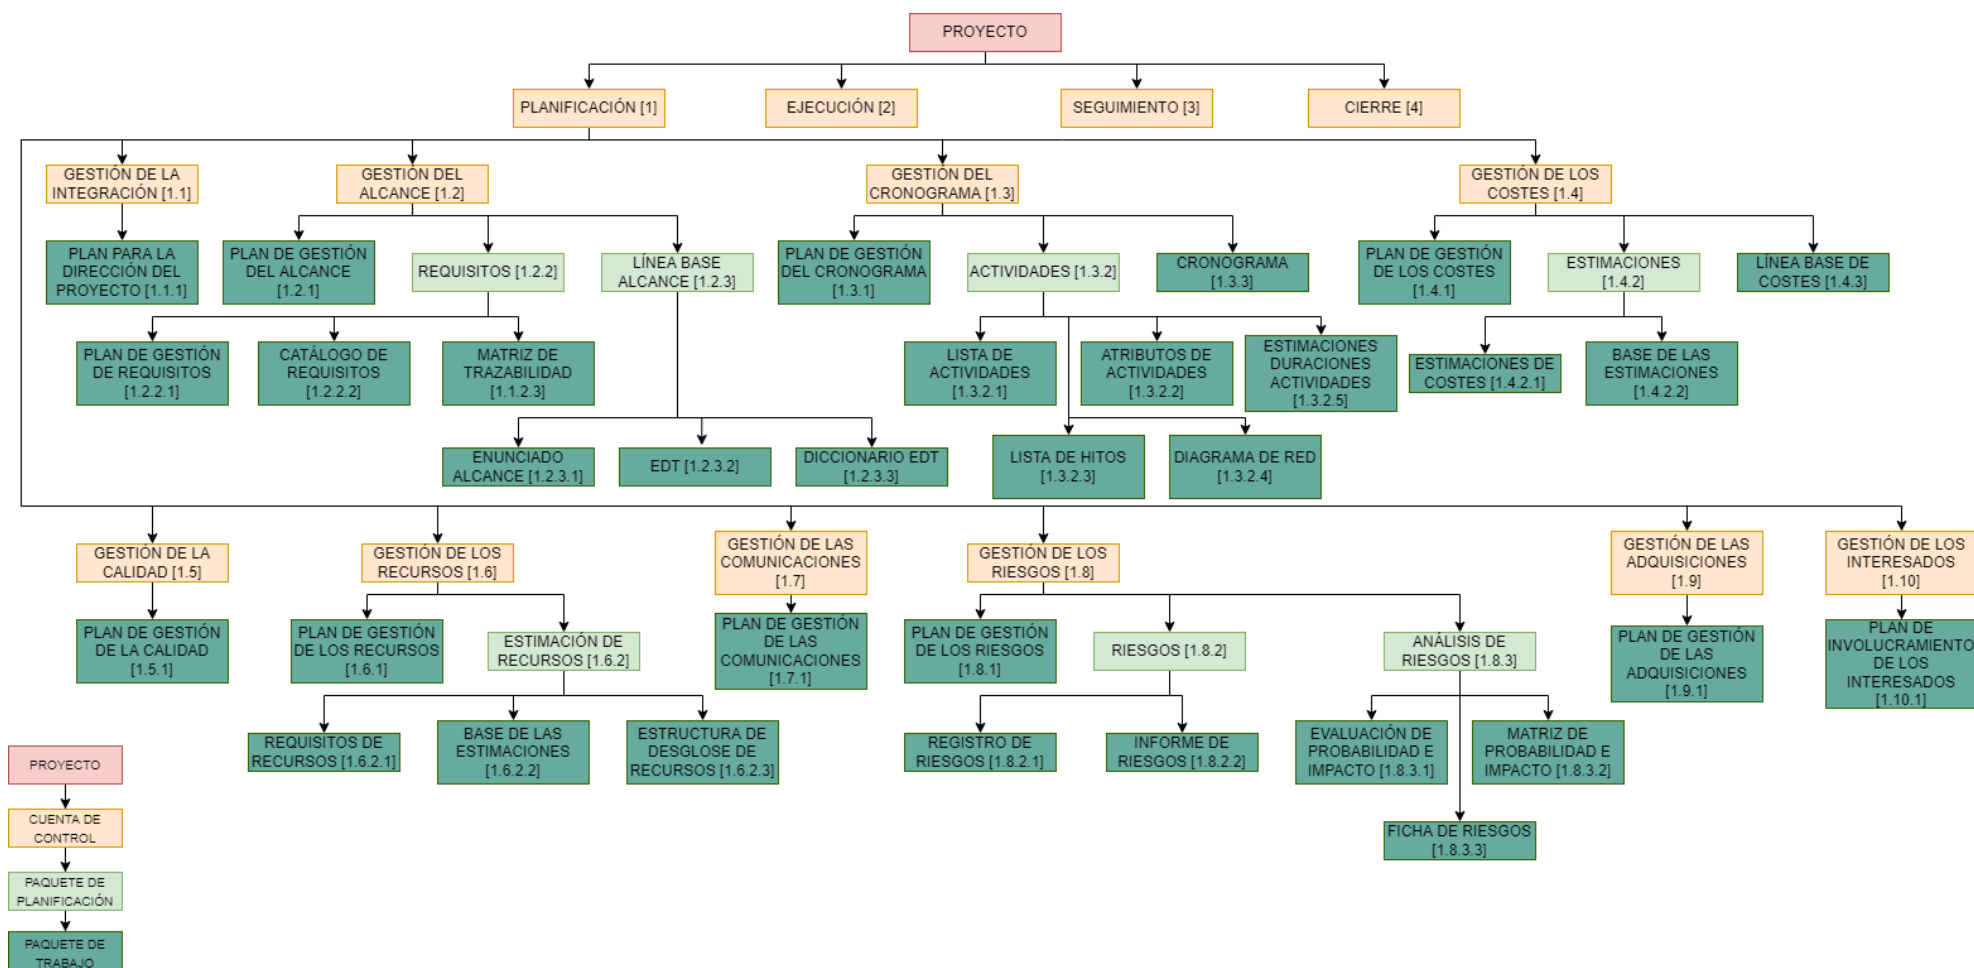 PROYECTO
PLANIFICACIÓN [1]
EJECUCIÓN [2]
SEGUIMIENTO [3]
CIERRE [4]
GESTIÓN DE LA
INTEGRACIÓN [1.1]
GESTIÓN DEL
ALCANCE [1.2]
GESTIÓN DEL
CRONOGRAMA [1.3]
GESTIÓN DE LOS
COSTES [1.4]
PLAN PARA LA
DIRECCIÓN DEL
PROYECTO [1.1.1]
PLAN DE GESTIÓN
DEL ALCANCE
[1.2.1]
REQUISITOS [1.2.2]
LÍNEA BASE
ALCANCE [1.2.3]
PLAN DE GESTIÓN
DEL CRONOGRAMA
[1.3.1]
ACTIVIDADES [1.3.2]
CRONOGRAMA
[1.3.3]
PLAN DE GESTIÓN
DE LOS COSTES
[1.4.1]
ESTIMACIONES
[1.4.2]
LÍNEA BASE DE
COSTES [1.4.3]
PLAN DE GESTIÓN
DE REQUISITOS
[1.2.2.1]
CATÁLOGO DE
REQUISITOS
[1.2.2.2]
MATRIZ DE
TRAZABILIDAD
[1.1.2.3]
LISTA DE
ACTIVIDADES
[1.3.2.1]
ATRIBUTOS DE
ACTIVIDADES
[1.3.2.2]
ESTIMACIONES
DURACIONES
ACTIVIDADES
[1.3.2.5]
ESTIMACIONES DE
COSTES [1.4.2.1]
BASE DE LAS
ESTIMACIONES
[1.4.2.2]
ENUNCIADO
ALCANCE [1.2.3.1]
EDT [1.2.3.2]
DICCIONARIO EDT
[1.2.3.3]
LISTA DE HITOS
[1.3.2.3]
DIAGRAMA DE RED
[1.3.2.4]
GESTIÓN DE LA
CALIDAD [1.5]
GESTIÓN DE LOS
RECURSOS [1.6]
GESTIÓN DE LAS
COMUNICACIONES
[1.7]
GESTIÓN DE LOS
RIESGOS [1.8]
GESTIÓN DE LAS
ADQUISICIONES
[1.9]
GESTIÓN DE LOS
INTERESADOS
[1.10]
PLAN DE GESTIÓN
DE LA CALIDAD
[1.5.1]
PLAN DE GESTIÓN
DE LOS RECURSOS
[1.6.1]
ESTIMACIÓN DE
RECURSOS [1.6.2]
PLAN DE GESTIÓN
DE LAS
COMUNICACIONES
[1.7.1]
PLAN DE GESTIÓN
DE LOS RIESGOS
[1.8.1]
RIESGOS [1.8.2]
ANÁLISIS DE
RIESGOS [1.8.3]
PLAN DE GESTIÓN
DE LAS
ADQUISICIONES
[1.9.1]
PLAN DE
INVOLUCRAMIENTO
DE LOS
INTERESADOS
[1.10.1]
REQUISITOS DE
RECURSOS [1.6.2.1]
BASE DE LAS
ESTIMACIONES
[1.6.2.2]
ESTRUCTURA DE
DESGLOSE DE
RECURSOS [1.6.2.3]
REGISTRO DE
RIESGOS [1.8.2.1]
INFORME DE
RIESGOS [1.8.2.2]
EVALUACIÓN DE
PROBABILIDAD E
IMPACTO [1.8.3.1]
MATRIZ DE
PROBABILIDAD E
IMPACTO [1.8.3.2]
FICHA DE RIESGOS
[1.8.3.3]
PROYECTO
CUENTA DE
CONTROL
PAQUETE DE
PLANIFICACIÓN
PAQUETE DE
TRABAJO